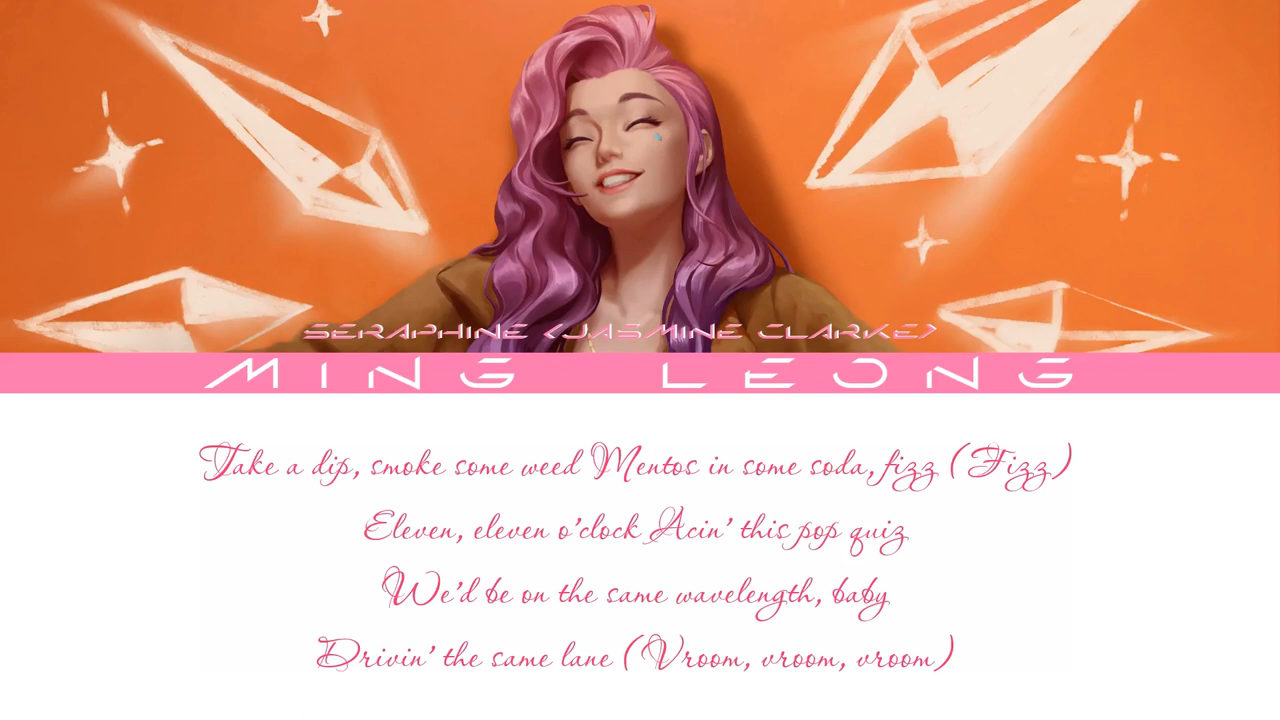 SERAPHINE <JASMINE CLARKE>
MING LEONG
Take a dip, smoke some weed Mentos in some soda, fizz (Fizz)
Eleven, eleven o'clock Acin' this pop quiz
We'd be on the same wavelength, baby
Drivin' the same lane (Vroom, vroom, vroom)